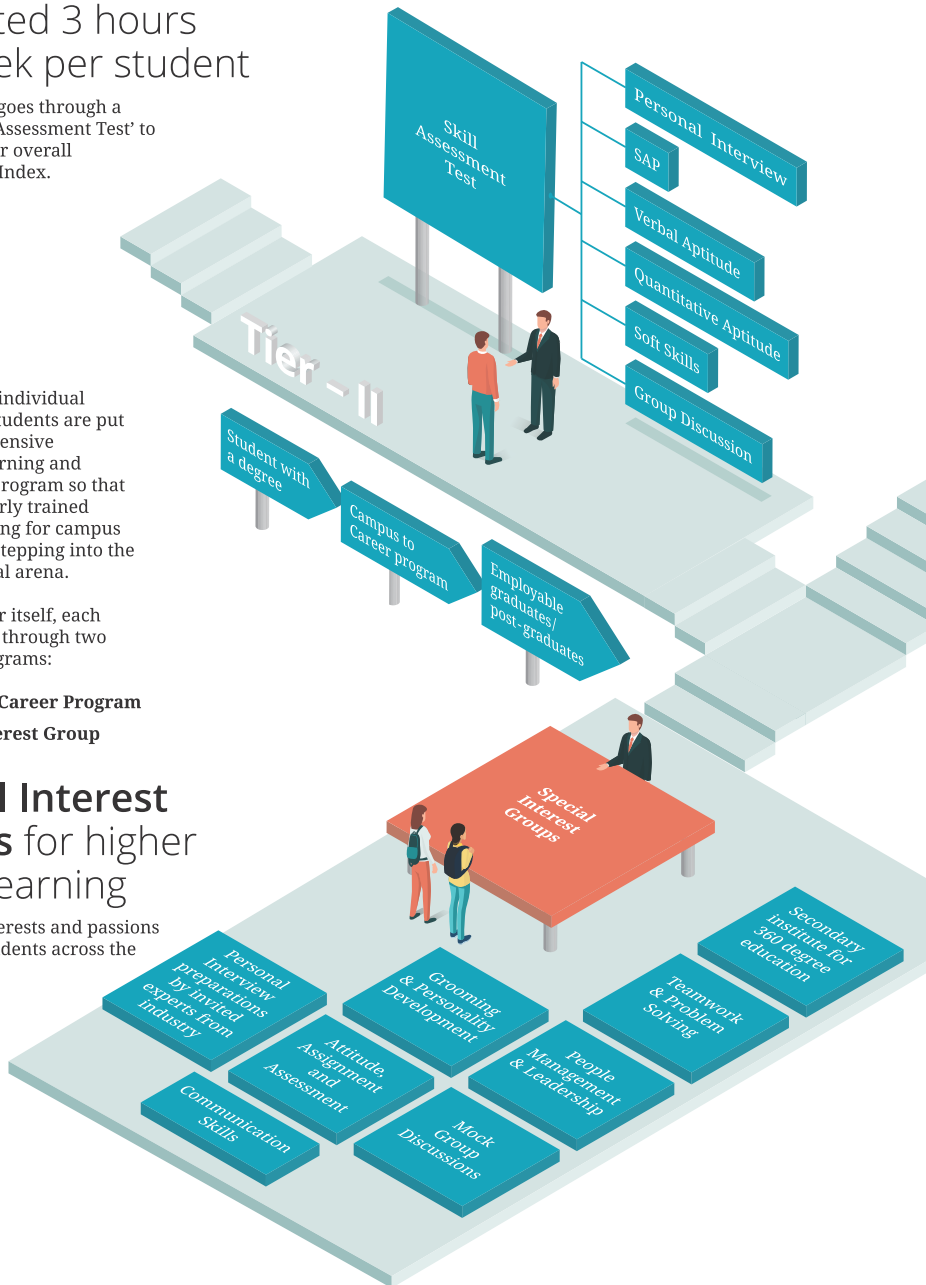 ted 3 hours
ek per student
goes through a
Assessment Test’ to
r overall
Index.
individual
tudents are put
ensive
rning and
program so that
rly trained
ng for campus
stepping into the
al arena.
r itself, each
through two
grams:
Career Program
erest Group
l Interest
s for higher
earning
erests and passions
dents across the
Skill
Assessment
Test
Personal Interview
SAP
Verbal Aptitude
Quantitative Aptitude
Soft Skills
Group Discussion
Tier – II
Student with
a degree
Campus to
Career program
Employable
graduates/
post-graduates
Special
Interest
Groups
Personal
Interview
preparations
by invited
experts from
industry
Grooming
& Personality
Development
Teamwork
& Problem
Solving
Secondary
institute for
360 degree
education
Attitude,
Assignment
and
Assessment
People
Management
& Leadership
Communication
Skills
Mock
Group
Discussions